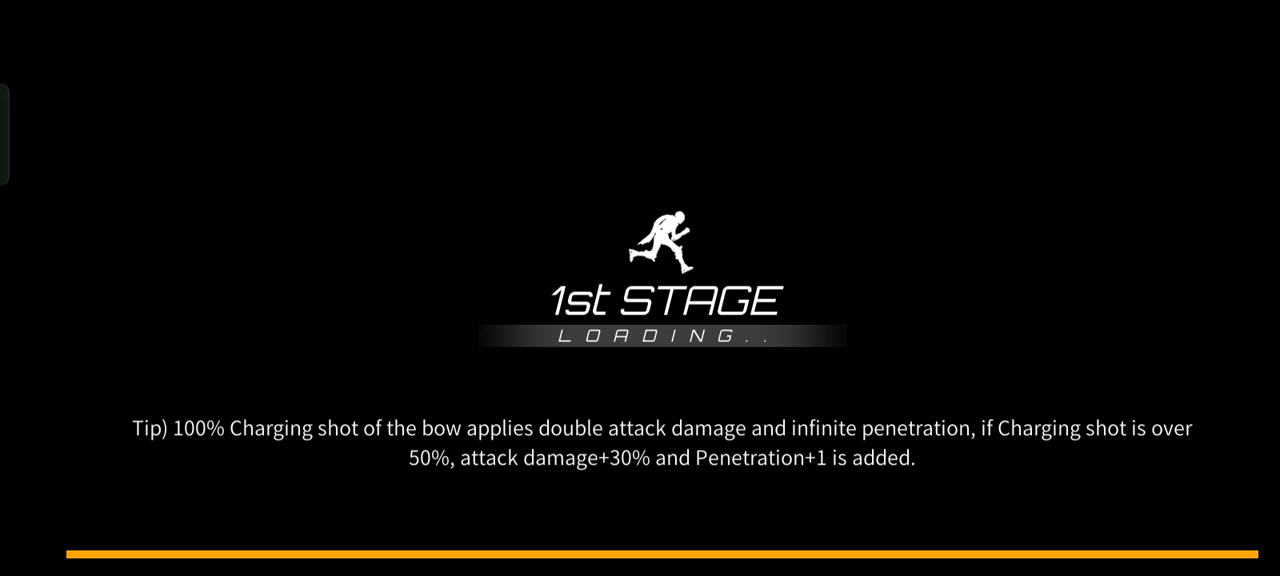 1st STAGE
LOADING..
Tip) 100% Charging shot of the bow applies double attack damage and infinite penetration, if Charging shot is over
50%, attack damage+30% and Penetration+1 is added.